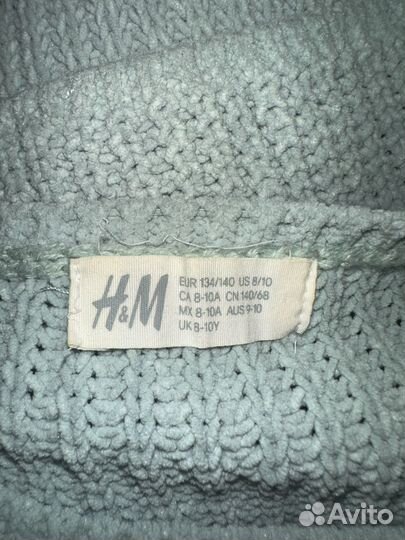 H&M
EUR 134/140 US 8/10
CA 8-10A CN 140/68
MX 8-10A AUS 9-10
UK 8-10Y
Avito